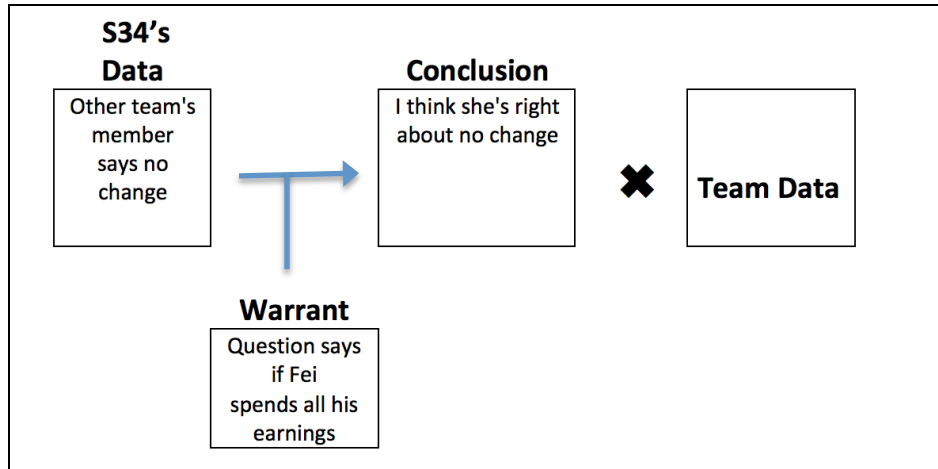 S34’s
Data
Other team's
member
says no
change
Conclusion
I think she's right
about no change
Team Data
Warrant
Question says
if Fei
spends all his
earnings